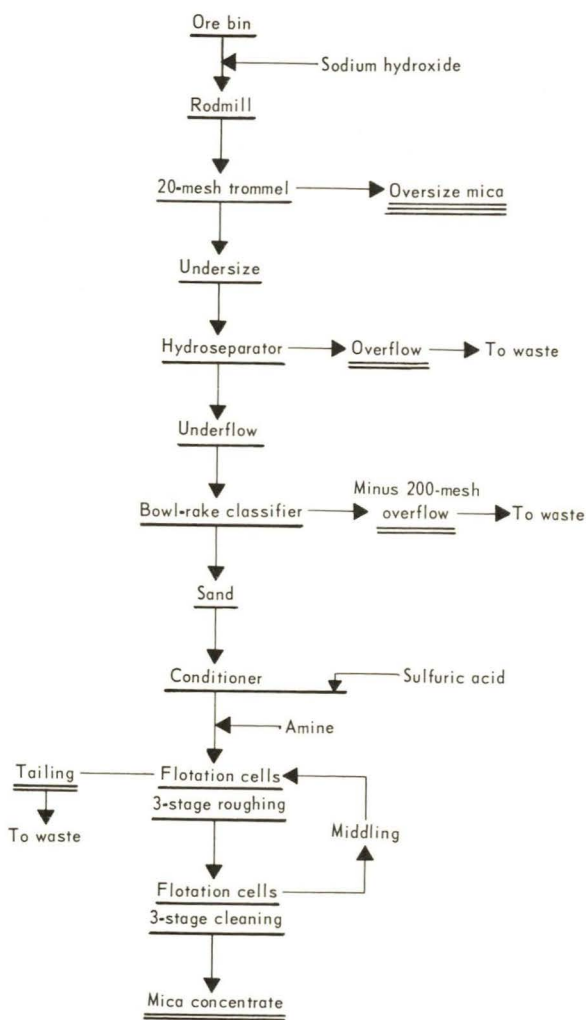 Ore bin
Sodium hydroxide
Rodmill
20-mesh trommel
Oversize mica
Undersize
Hydroseparator
Overflow
To waste
Underflow
Bowl-rake classifier
Minus 200-mesh
overflow
To waste
Sand
Conditioner
Sulfuric acid
Amine
Tailing
Flotation cells
3-stage roughing
To waste
Middling
Flotation cells
3-stage cleaning
Mica concentrate